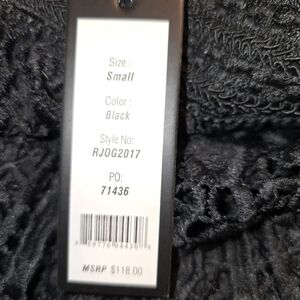 Size:
Small
Color:
Black
Style No:
RJOG2017
PO:
71436
MSRP $118.00